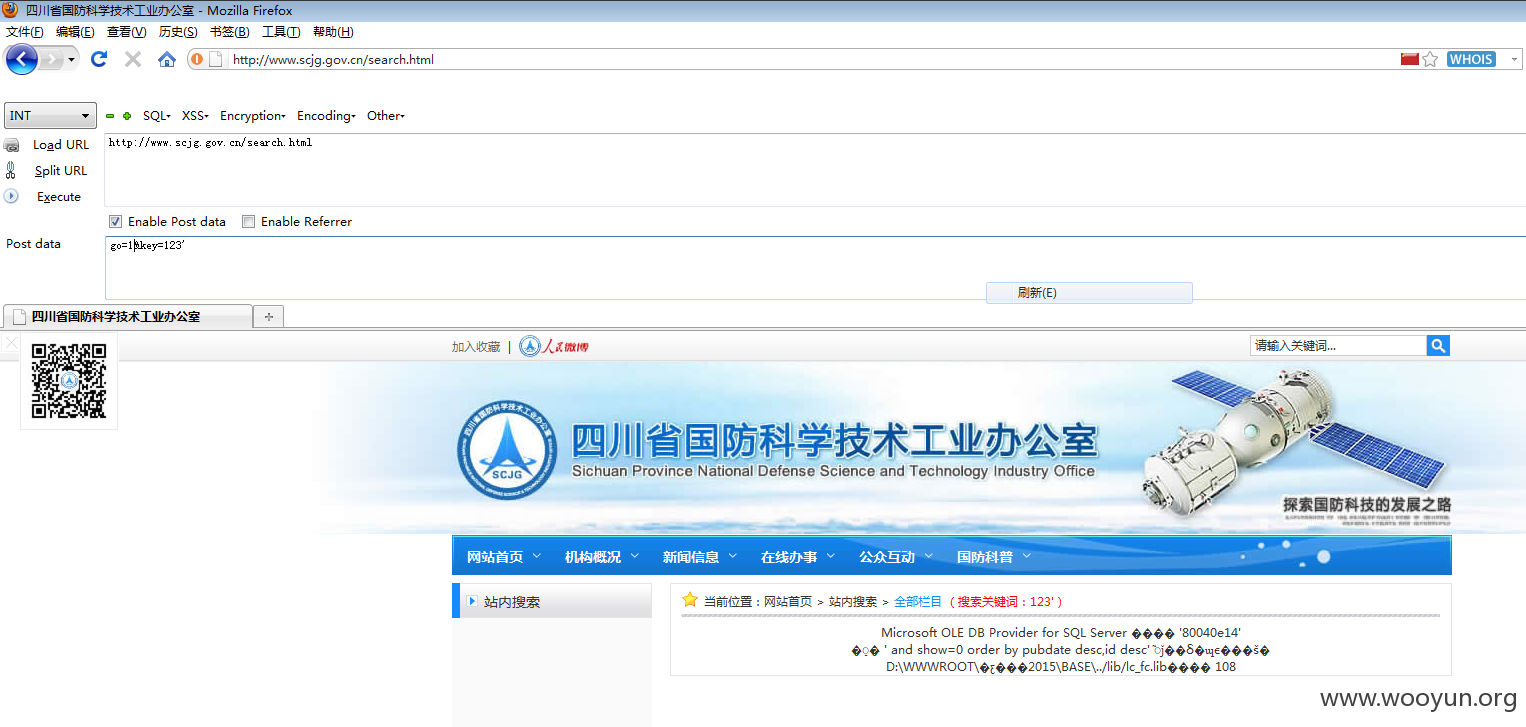 四川省国防科学技术工业办公室 - Mozilla Firefox
文件(F) 编辑(E) 查看(V) 历史(S) 书签(B) 工具(T) 帮助(H)
http://www.scjg.gov.cn/search.html WHOIS
INT SQL XSS Encryption Encoding Other
Load URL http://www.scjg.gov.cn/search.html
Split URL
Execute
Enable Post data Enable Referrer
Post data go=1&key=123'
刷新(E)
四川省国防科学技术工业办公室
加入收藏 | 人民微博 请输入关键词...
四川省国防科学技术工业办公室
Sichuan Province National Defense Science and Technology Industry Office
SCJG
探索国防科技的发展之路
网站首页 机构概况 新闻信息 在线办事 公众互动 国防科普
站内搜索
当前位置：网站首页 > 站内搜索 > 全部栏目 （ 搜索关键词：123' ）
Microsoft OLE DB Provider for SQL Server ���� '80040e14'
' and show=0 order by pubdate desc,id desc'
D:\WWWROOT\ 2015\BASE\../lib/lc_fc.lib���� 108
www.wooyun.org